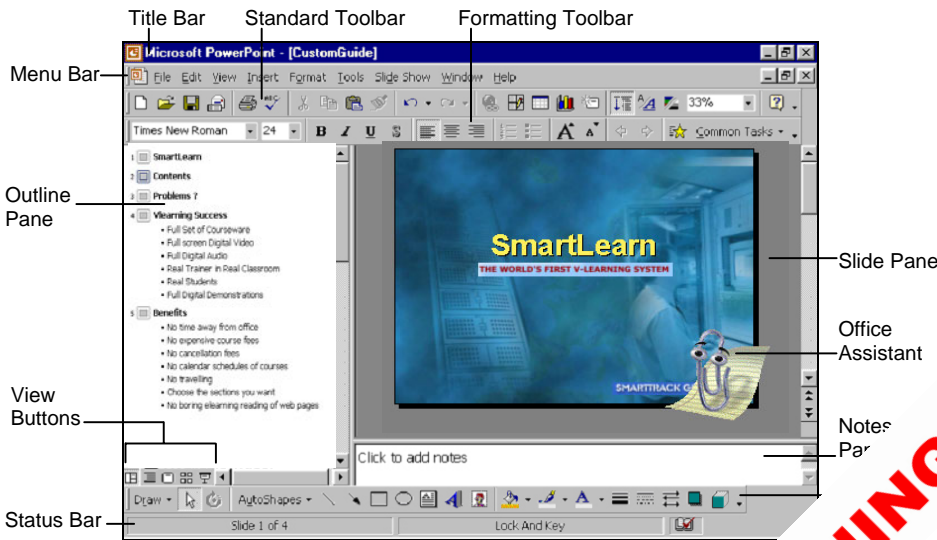 Title Bar
Standard Toolbar
Formatting Toolbar
Microsoft PowerPoint - [CustomGuide]
Menu Bar
File Edit View Insert Format Tools Slide Show Window Help
ABC
33%
Times New Roman 24 B I U S
A A
Common Tasks
1 SmartLearn
2 Contents
3 Problems ?
4 Vlearning Success
• Full Set of Courseware
• Full screen Digital Video
• Full Digital Audio
• Real Trainer in Real Classroom
• Real Students
• Full Digital Demonstrations
5 Benefits
• No time away from office
• No expensive course fees
• No cancellation fees
• No calendar schedules of courses
• No travelling
• Choose the sections you want
• No boring elearning reading of web pages
Outline
Pane
SmartLearn
THE WORLD'S FIRST V-LEARNING SYSTEM
SMARTTRACK
Slide Pane
Office
Assistant
View
Buttons
Notes
Click to add notes
Draw AutoShapes
Status Bar
Slide 1 of 4
Lock And Key